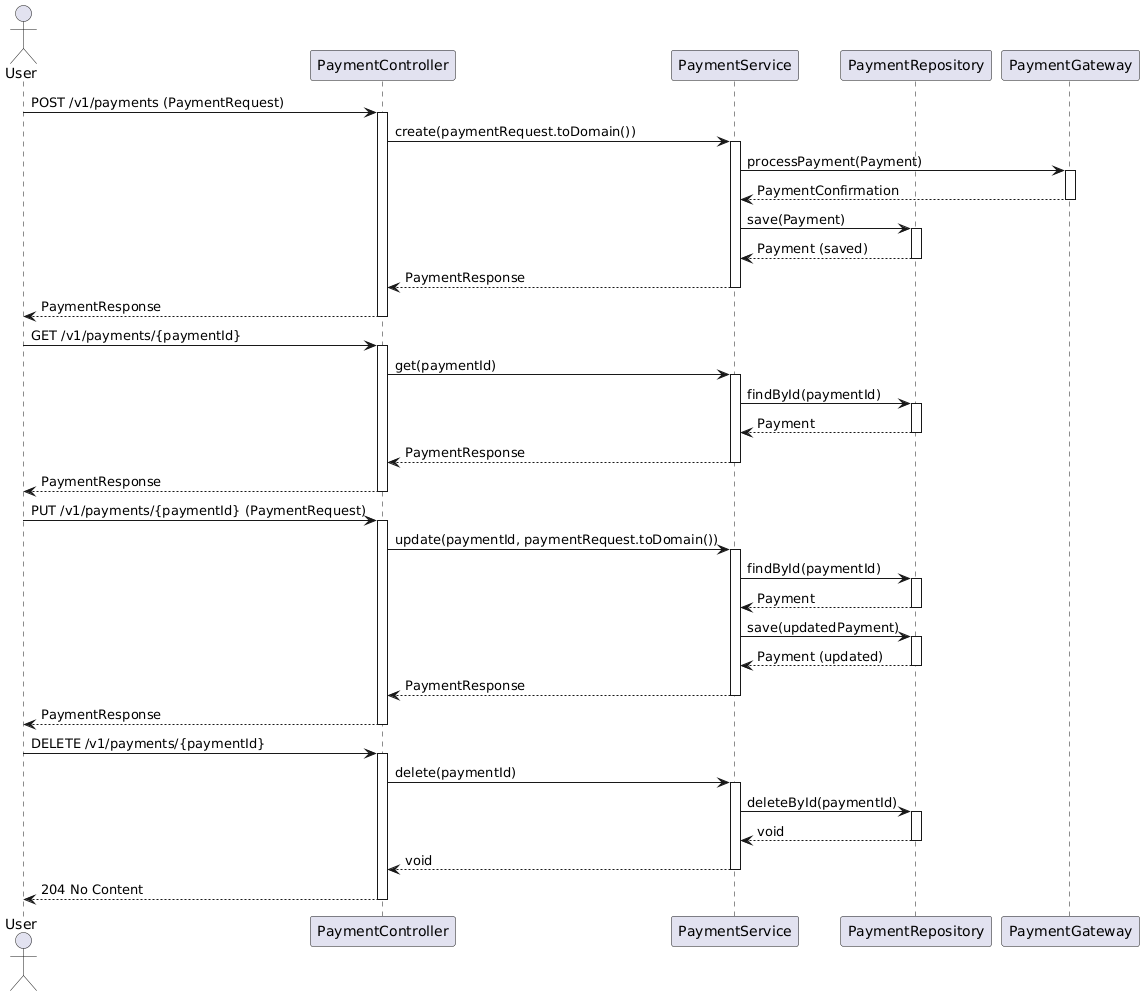 User
PaymentController
PaymentService
PaymentRepository
PaymentGateway
POST /v1/payments (PaymentRequest)
create(paymentRequest.toDomain())
processPayment(Payment)
PaymentConfirmation
save(Payment)
Payment (saved)
PaymentResponse
PaymentResponse
GET /v1/payments/{paymentId}
get(paymentId)
findById(paymentId)
Payment
PaymentResponse
PaymentResponse
PUT /v1/payments/{paymentId} (PaymentRequest)
update(paymentId, paymentRequest.toDomain())
findById(paymentId)
Payment
save(updatedPayment)
Payment (updated)
PaymentResponse
PaymentResponse
DELETE /v1/payments/{paymentId}
delete(paymentId)
deleteById(paymentId)
void
void
204 No Content
User
PaymentController
PaymentService
PaymentRepository
PaymentGateway